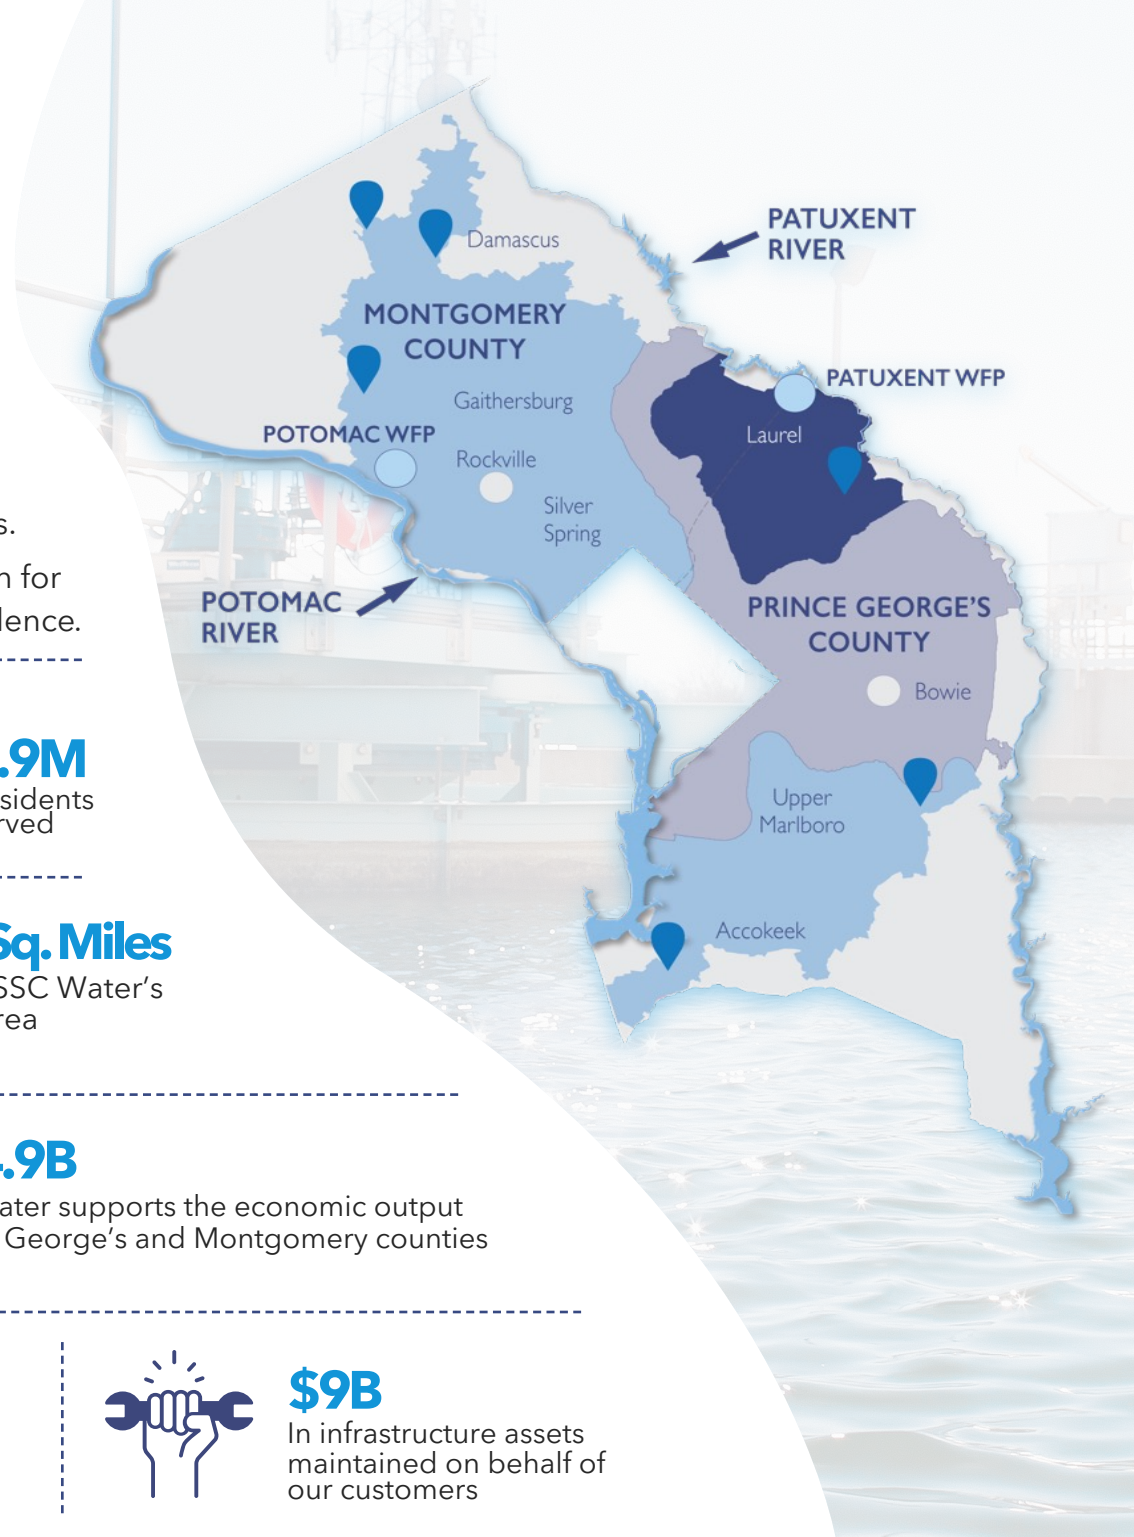 PATUXENT
RIVER
Damascus
MONTGOMERY
COUNTY
PATUXENT WFP
Gaithersburg
POTOMAC WFP
Laurel
Rockville
Silver
Spring
s.
n for
lence.
POTOMAC
RIVER
PRINCE GEORGE'S
COUNTY
Bowie
.9M
sidents
rved
Upper
Marlboro
Accokeek
Sq. Miles
SSC Water's
rea
.9B
ater supports the economic output
George's and Montgomery counties
$9B
In infrastructure assets
maintained on behalf of
our customers